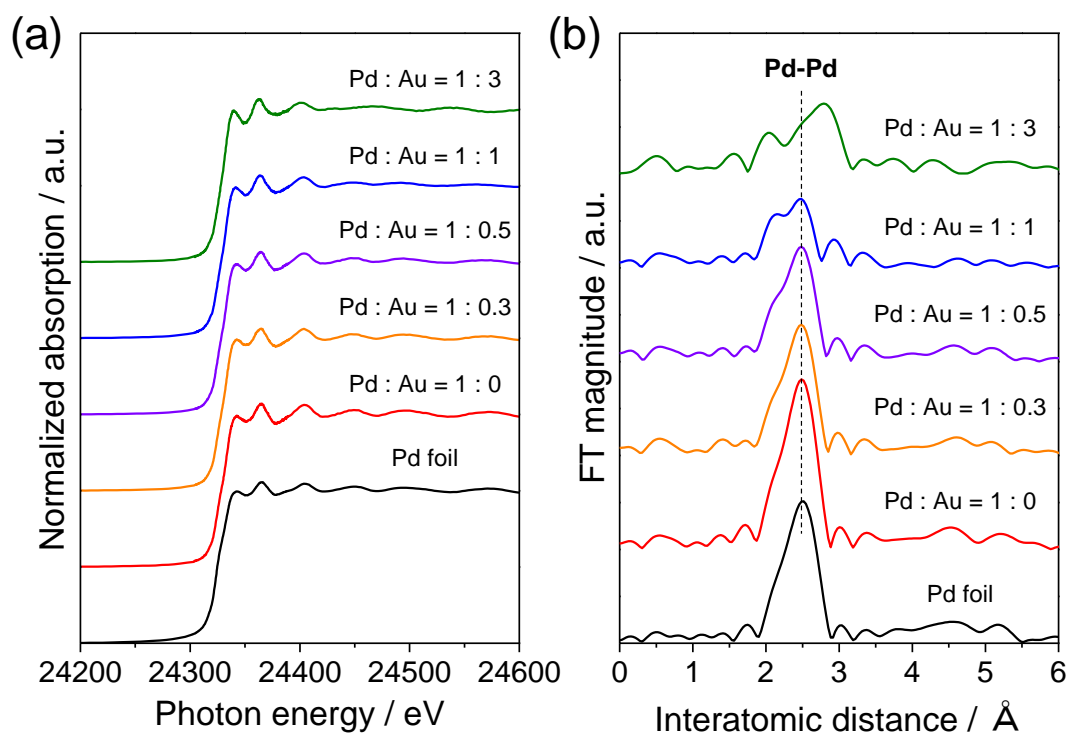 (a)
Normalized absorption / a.u.
Pd : Au = 1 : 3
Pd : Au = 1 : 1
Pd : Au = 1 : 0.5
Pd : Au = 1 : 0.3
Pd : Au = 1 : 0
Pd foil
24200 24300 24400 24500 24600
Photon energy / eV
(b)
FT magnitude / a.u.
Pd-Pd
Pd : Au = 1 : 3
Pd : Au = 1 : 1
Pd : Au = 1 : 0.5
Pd : Au = 1 : 0.3
Pd : Au = 1 : 0
Pd foil
0 1 2 3 4 5 6
Interatomic distance / Å